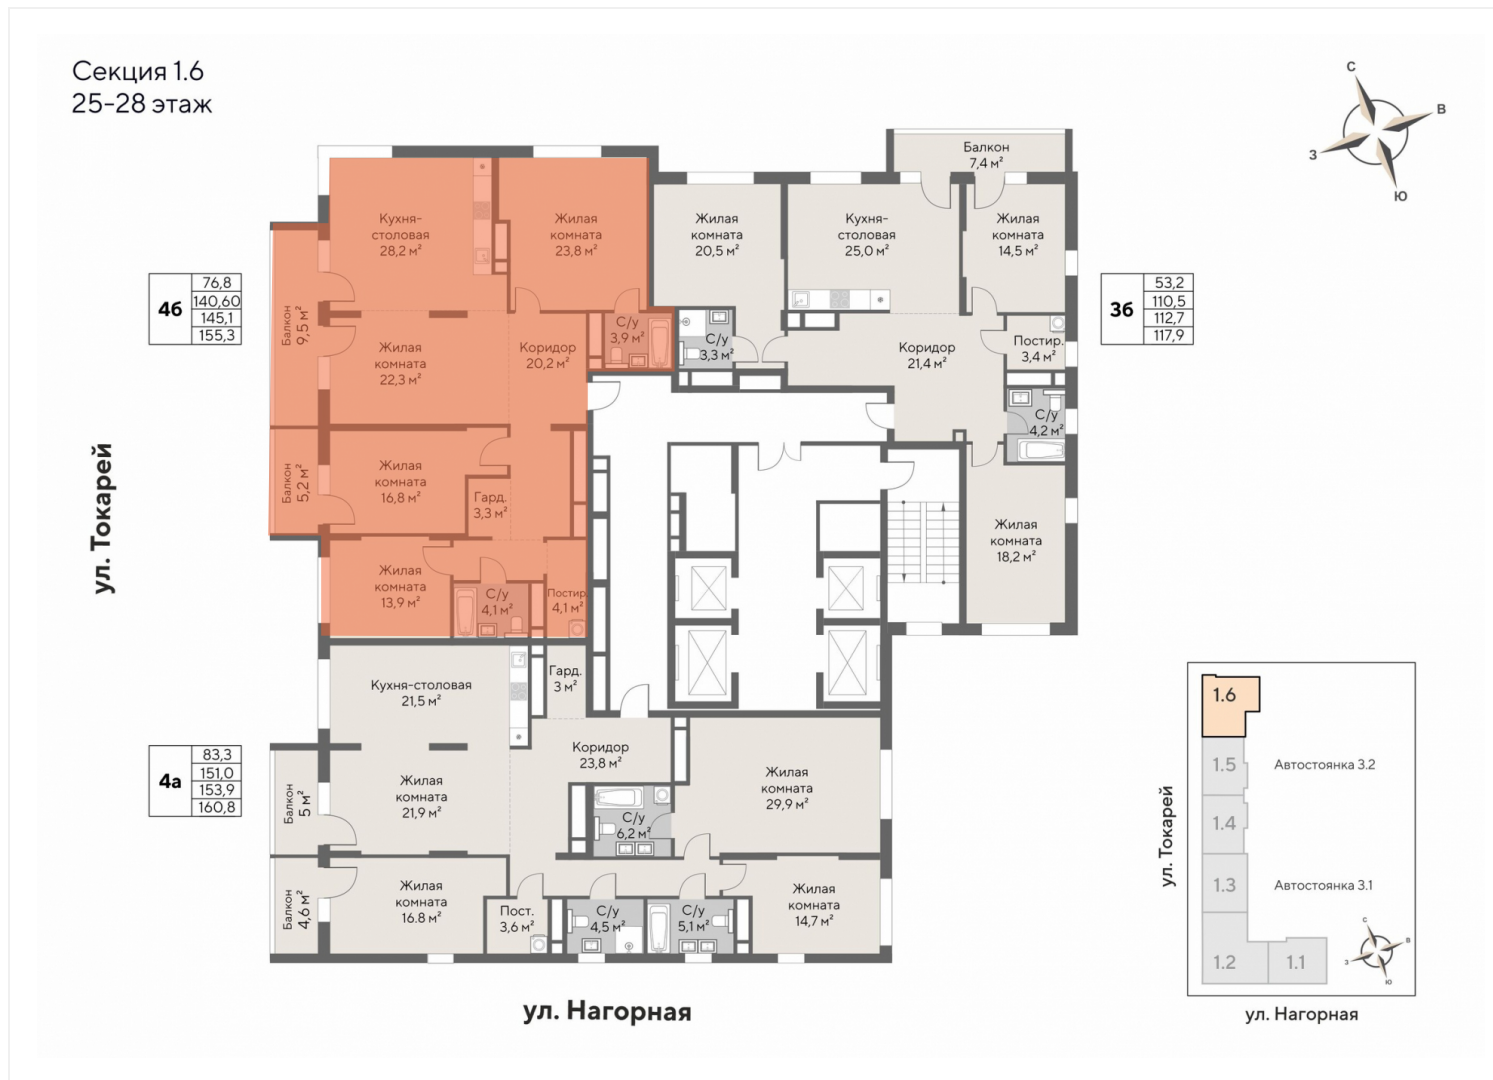 Секция 1.6
25-28 этаж
С
В
З
Ю
Балкон
7,4 м²
Кухня-
столовая
28,2 м²
Жилая
комната
23,8 м²
Жилая
комната
20,5 м²
Кухня-
столовая
25,0 м²
Жилая
комната
14,5 м²
4б
76,8
140,60
145,1
155,3
Балкон
9,5 м²
Жилая
комната
22,3 м²
Коридор
20,2 м²
С/у
3,9 м²
С/у
3,3 м²
Коридор
21,4 м²
Постир.
3,4 м²
3б
53,2
110,5
112,7
117,9
С/у
4,2 м²
ул. Токарей
Балкон
5,2 м²
Жилая
комната
16,8 м²
Гард.
3,3 м²
Жилая
комната
18,2 м²
Жилая
комната
13,9 м²
С/у
4,1 м²
Постир.
4,1 м²
Кухня-столовая
21,5 м²
Гард.
3 м²
4а
83,3
151,0
153,9
160,8
Балкон
5 м²
Жилая
комната
21,9 м²
Коридор
23,8 м²
Жилая
комната
29,9 м²
С/у
6,2 м²
Балкон
4,6 м²
Жилая
комната
16.8 м²
Пост.
3,6 м²
С/у
4,5 м²
С/у
5,1 м²
Жилая
комната
14,7 м²
ул. Нагорная
1.6
1.5
Автостоянка 3.2
1.4
ул. Токарей
1.3
Автостоянка 3.1
1.2
1.1
С
В
З
Ю
ул. Нагорная